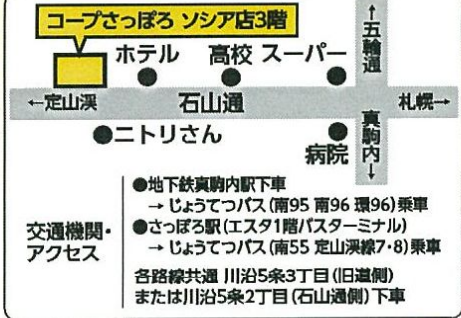 コープさっぽろ ソシア店3階
↑五輪通
ホテル 高校 スーパー
←定山渓 石山通 札幌→
●ニトリさん
病院
真駒内↓
交通機関・
アクセス
●地下鉄真駒内駅下車
→ じょうてつバス(南95 南96 環96)乗車
●さっぽろ駅(エスタ1階バスターミナル)
→ じょうてつバス(南55 定山渓線7・8)乗車
各路線共通 川沿5条3丁目(旧道側)
または川沿5条2丁目(石山通側)下車